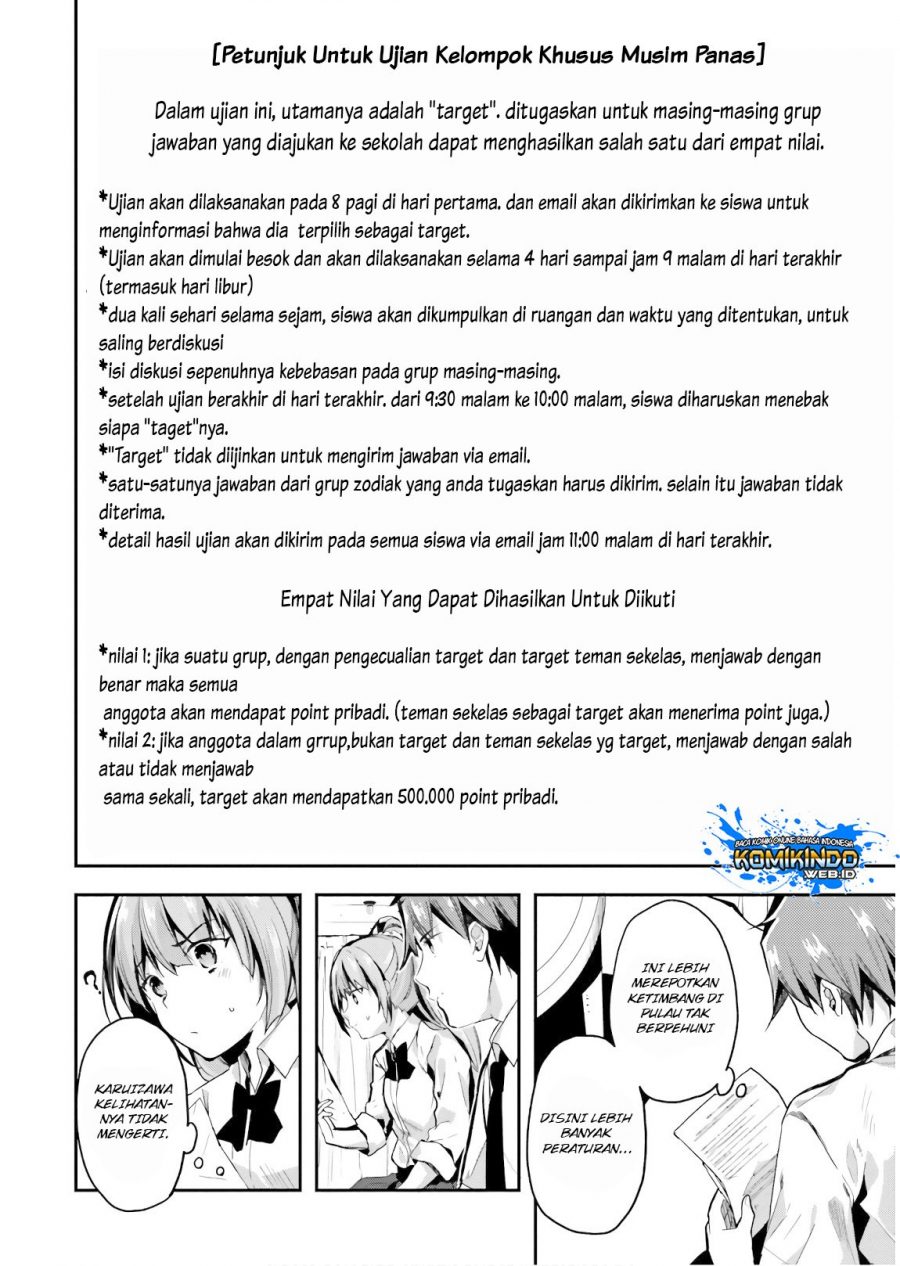 [Petunjuk Untuk Ujian Kelompok Khusus Musim Panas]
Dalam ujian ini, utamanya adalah "target". ditugaskan untuk masing-masing grup
jawaban yang diajukan ke sekolah dapat menghasilkan salah satu dari empat nilai.
*Ujian akan dilaksanakan pada 8 pagi di hari pertama. dan email akan dikirimkan ke siswa untuk
menginformasi bahwa dia terpilih sebagai target.
*Ujian akan dimulai besok dan akan dilaksanakan selama 4 hari sampai jam 9 malam di hari terakhir
(termasuk hari libur)
*dua kali sehari selama sejam, siswa akan dikumpulkan di ruangan dan waktu yang ditentukan, untuk
saling berdiskusi
*isi diskusi sepenuhnya kebebasan pada grup masing-masing.
*setelah ujian berakhir di hari terakhir. dari 9:30 malam ke 10:00 malam, siswa diharuskan menebak
siapa "taget"nya.
*"Target" tidak diijinkan untuk mengirim jawaban via email.
*satu-satunya jawaban dari grup zodiak yang anda tugaskan harus dikirim. selain itu jawaban tidak
diterima.
*detail hasil ujian akan dikirim pada semua siswa via email jam 11:00 malam di hari terakhir.
Empat Nilai Yang Dapat Dihasilkan Untuk Diikuti
*nilai 1: jika suatu grup, dengan pengecualian target dan target teman sekelas, menjawab dengan
benar maka semua
anggota akan mendapat point pribadi. (teman sekelas sebagai target akan menerima point juga.)
*nilai 2: jika anggota dalam grrup,bukan target dan teman sekelas yg target, menjawab dengan salah
atau tidak menjawab
sama sekali, target akan mendapatkan 500.000 point pribadi.
BACA KOMIK ONLINE BAHASA INDONESIA
KOMIKINDO
WEB.ID
INI LEBIH
MEREPOTKAN
KETIMBANG DI
PULAU TAK
BERPEHUNI
DISINI LEBIH
BANYAK
PERATURAN...
?
KARUIZAWA
KELIHATAN-
NYA TIDAK
MENGERTI.